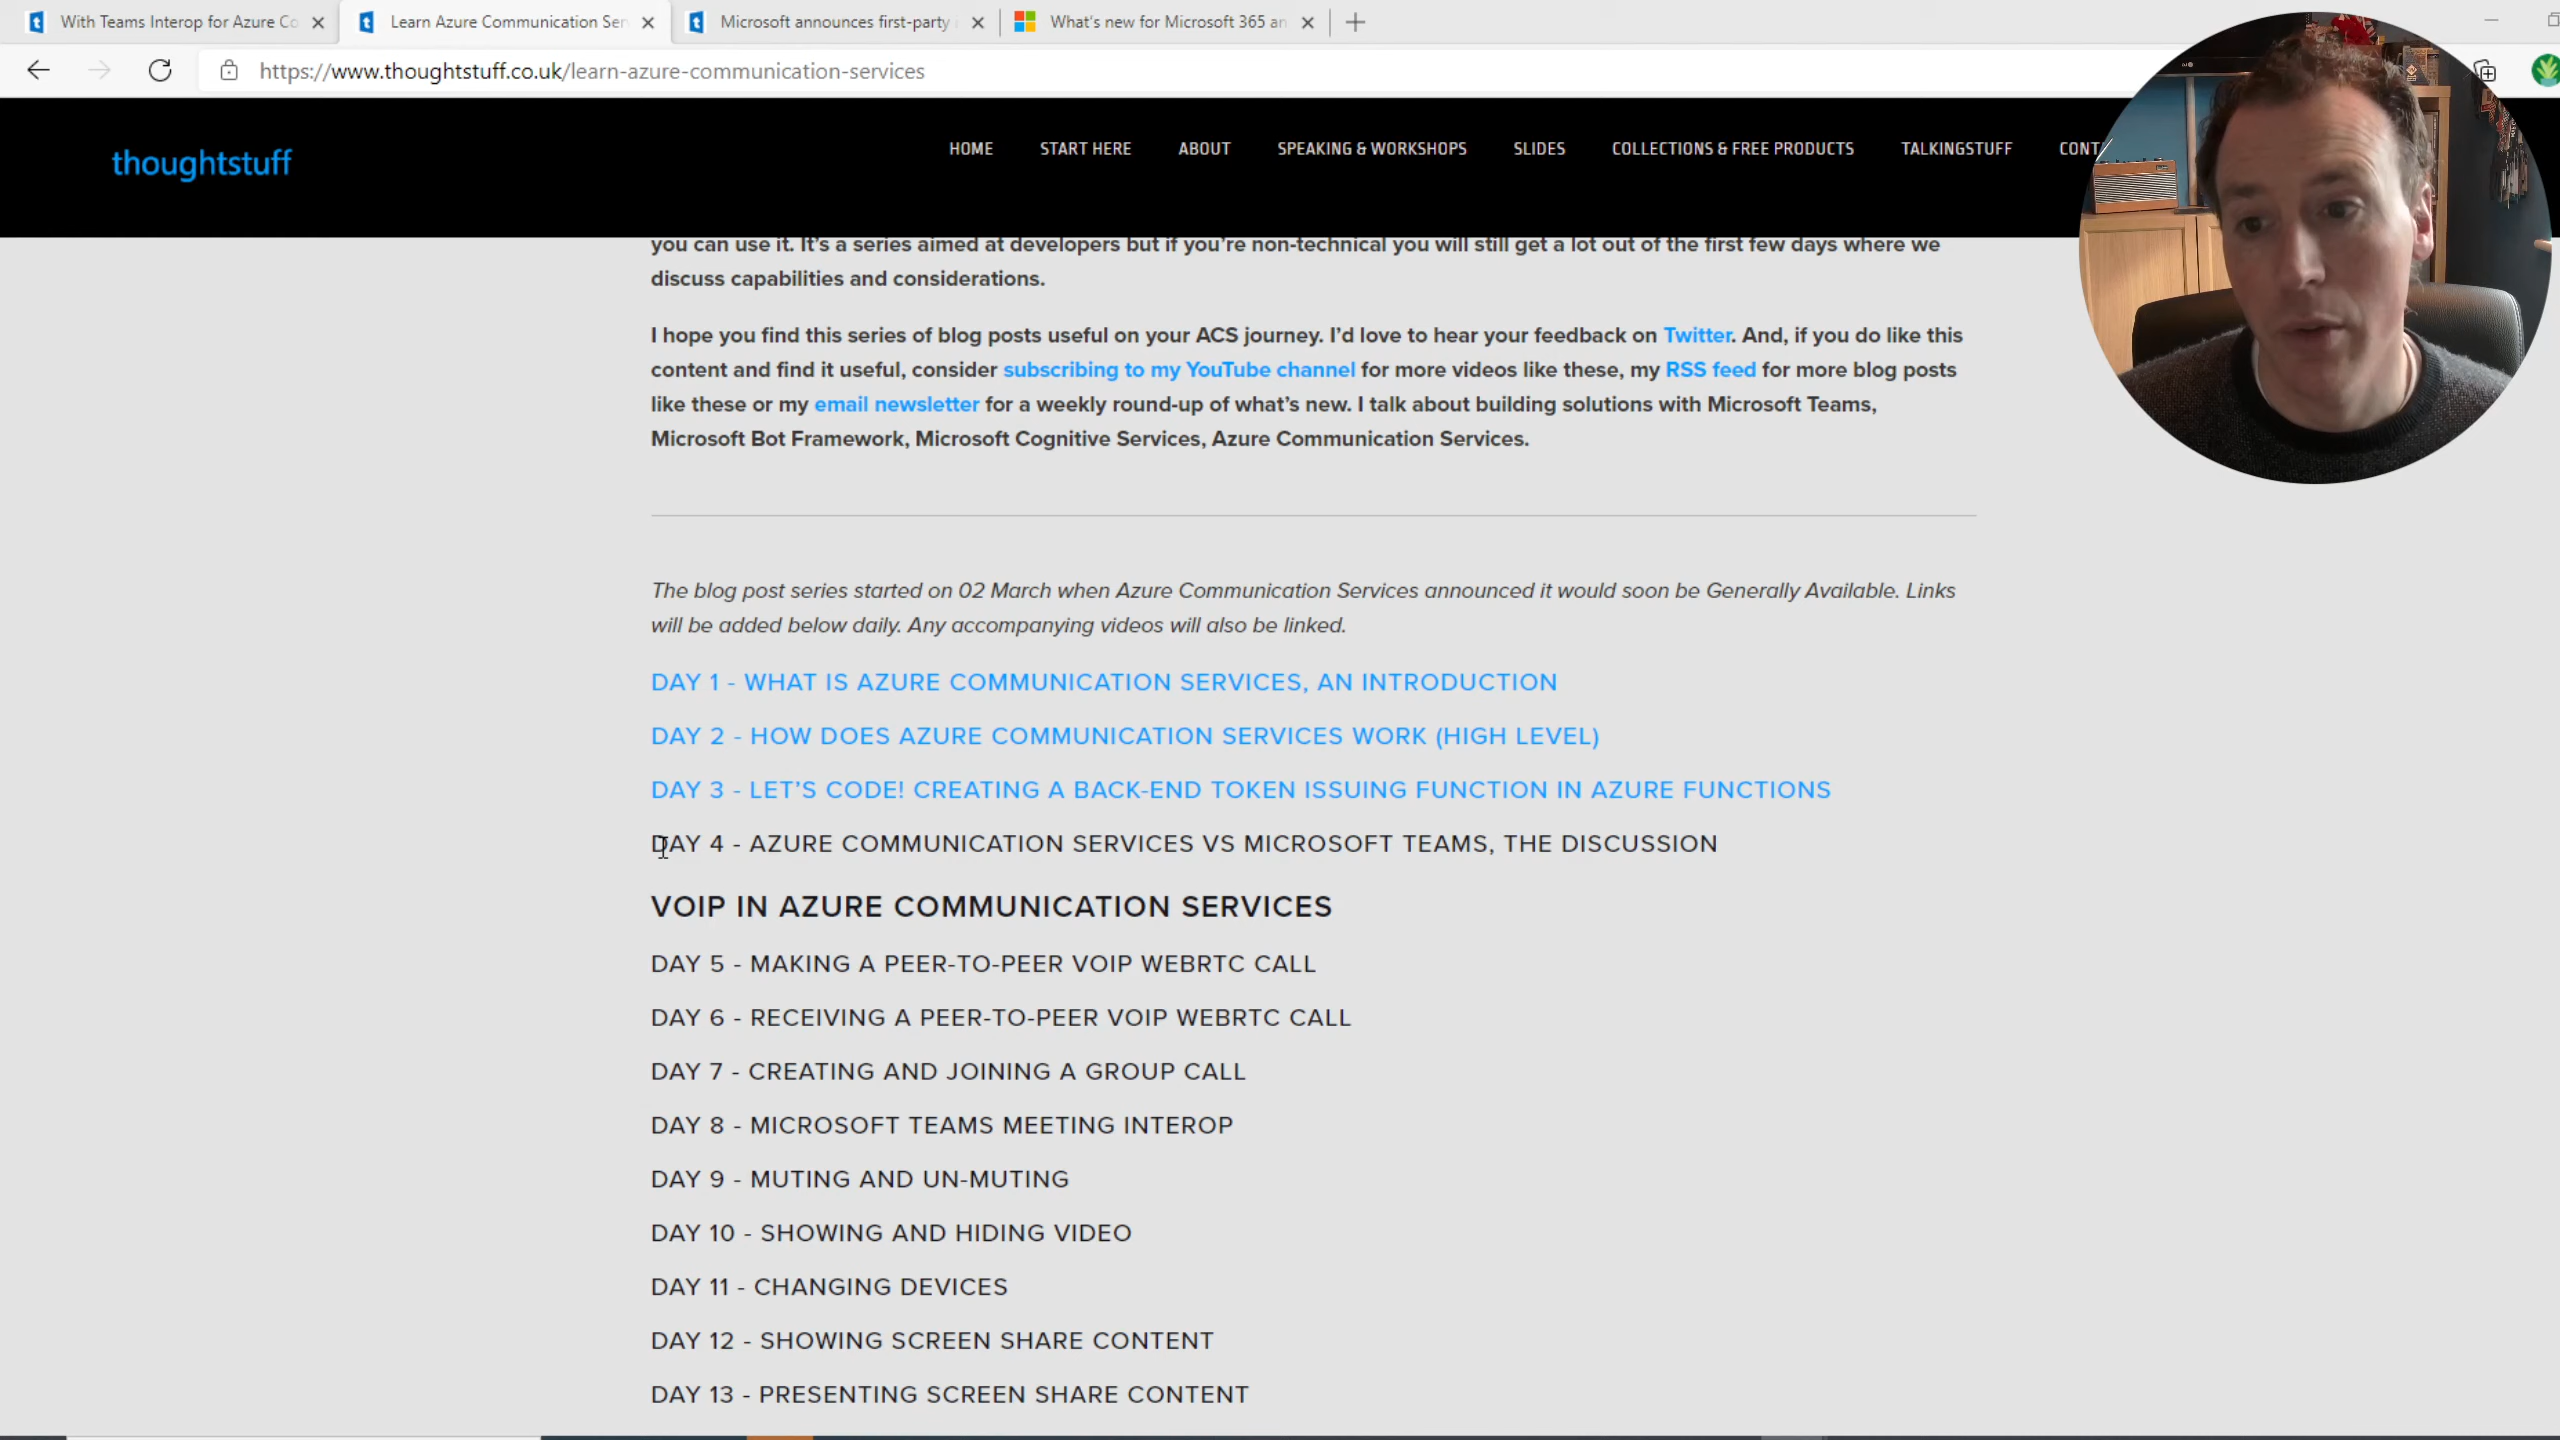 With Teams Interop for Azure Co
Learn Azure Communication Ser
Microsoft announces first-party
What's new for Microsoft 365 an
https://www.thoughtstuff.co.uk/learn-azure-communication-services
thoughtstuff
HOME START HERE ABOUT SPEAKING & WORKSHOPS SLIDES COLLECTIONS & FREE PRODUCTS TALKINGSTUFF CONT
you can use it. It's a series aimed at developers but if you're non-technical you will still get a lot out of the first few days where we
discuss capabilities and considerations.
I hope you find this series of blog posts useful on your ACS journey. I'd love to hear your feedback on Twitter. And, if you do like this
content and find it useful, consider subscribing to my YouTube channel for more videos like these, my RSS feed for more blog posts
like these or my email newsletter for a weekly round-up of what's new. I talk about building solutions with Microsoft Teams,
Microsoft Bot Framework, Microsoft Cognitive Services, Azure Communication Services.
The blog post series started on 02 March when Azure Communication Services announced it would soon be Generally Available. Links
will be added below daily. Any accompanying videos will also be linked.
DAY 1 - WHAT IS AZURE COMMUNICATION SERVICES, AN INTRODUCTION
DAY 2 - HOW DOES AZURE COMMUNICATION SERVICES WORK (HIGH LEVEL)
DAY 3 - LET'S CODE! CREATING A BACK-END TOKEN ISSUING FUNCTION IN AZURE FUNCTIONS
DAY 4 - AZURE COMMUNICATION SERVICES VS MICROSOFT TEAMS, THE DISCUSSION
VOIP IN AZURE COMMUNICATION SERVICES
DAY 5 - MAKING A PEER-TO-PEER VOIP WEBRTC CALL
DAY 6 - RECEIVING A PEER-TO-PEER VOIP WEBRTC CALL
DAY 7 - CREATING AND JOINING A GROUP CALL
DAY 8 - MICROSOFT TEAMS MEETING INTEROP
DAY 9 - MUTING AND UN-MUTING
DAY 10 - SHOWING AND HIDING VIDEO
DAY 11 - CHANGING DEVICES
DAY 12 - SHOWING SCREEN SHARE CONTENT
DAY 13 - PRESENTING SCREEN SHARE CONTENT